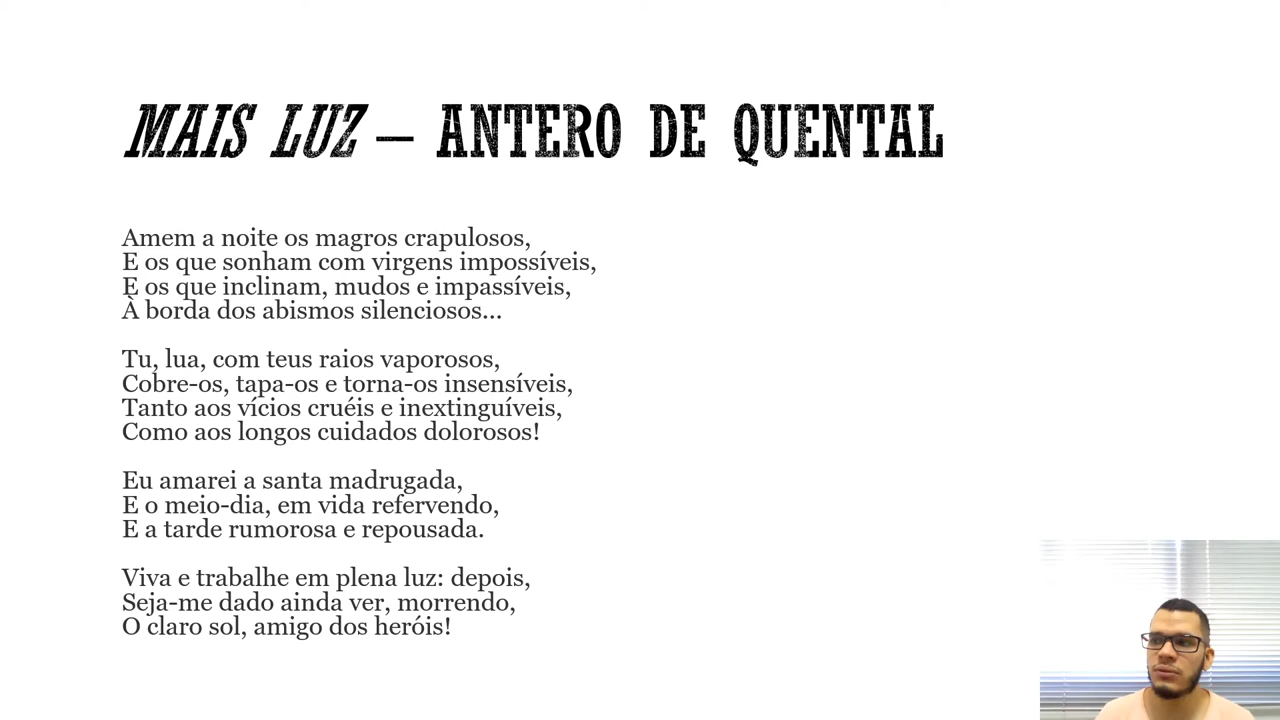 MAIS LUZ – ANTERO DE QUENTAL
Amem a noite os magros crapulosos,
E os que sonham com virgens impossíveis,
E os que inclinam, mudos e impassíveis,
À borda dos abismos silenciosos...
Tu, lua, com teus raios vaporosos,
Cobre-os, tapa-os e torna-os insensíveis,
Tanto aos vícios cruéis e inextinguíveis,
Como aos longos cuidados dolorosos!
Eu amarei a santa madrugada,
E o meio-dia, em vida refervendo,
E a tarde rumorosa e repousada.
Viva e trabalhe em plena luz: depois,
Seja-me dado ainda ver, morrendo,
O claro sol, amigo dos heróis!